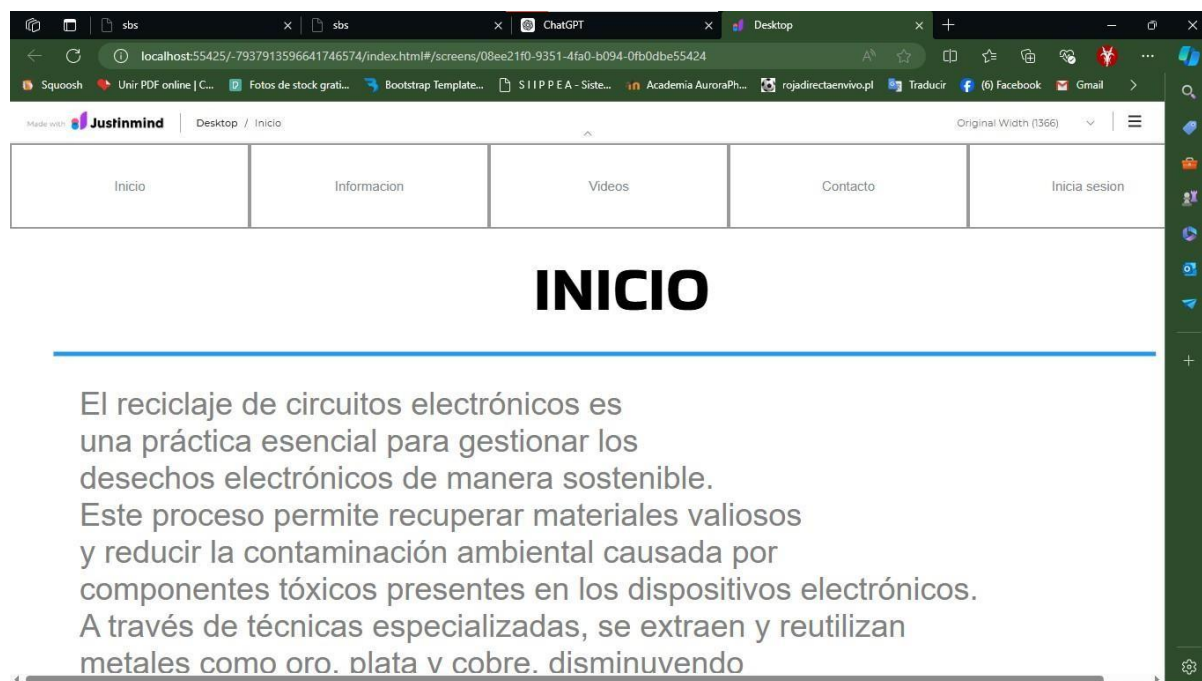 sbs
sbs
ChatGPT
Desktop
localhost:55425/-7937913596641746574/index.html#/screens/08ee21f0-9351-4fa0-b094-0fb0dbe55424
Squoosh
Unir PDF online | C...
Fotos de stock grati...
Bootstrap Template...
S I I P P E A - Siste...
Academia AuroraPh...
rojadirectaenvivo.pl
Traducir
(6) Facebook
Gmail
Made with Justinmind
Desktop / Inicio
Original Width (1366)
Inicio
Informacion
Videos
Contacto
Inicia sesion
INICIO
El reciclaje de circuitos electrónicos es
una práctica esencial para gestionar los
desechos electrónicos de manera sostenible.
Este proceso permite recuperar materiales valiosos
y reducir la contaminación ambiental causada por
componentes tóxicos presentes en los dispositivos electrónicos.
A través de técnicas especializadas, se extraen y reutilizan
metales como oro, plata y cobre, disminuyendo